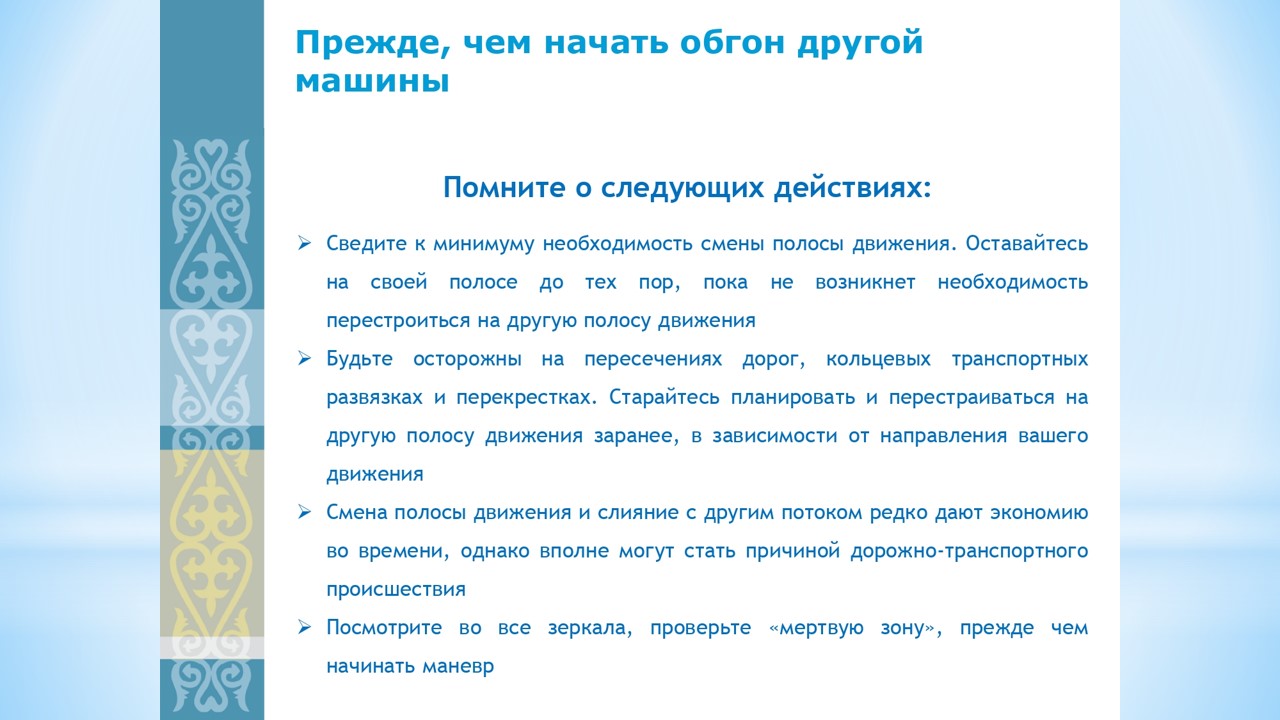 Прежде, чем начать обгон другой
машины
Помните о следующих действиях:
➢ Сведите к минимуму необходимость смены полосы движения. Оставайтесь
на своей полосе до тех пор, пока не возникнет необходимость
перестроиться на другую полосу движения
➢ Будьте осторожны на пересечениях дорог, кольцевых транспортных
развязках и перекрестках. Старайтесь планировать и перестраиваться на
другую полосу движения заранее, в зависимости от направления вашего
движения
➢ Смена полосы движения и слияние с другим потоком редко дают экономию
во времени, однако вполне могут стать причиной дорожно-транспортного
происшествия
➢ Посмотрите во все зеркала, проверьте «мертвую зону», прежде чем
начинать маневр